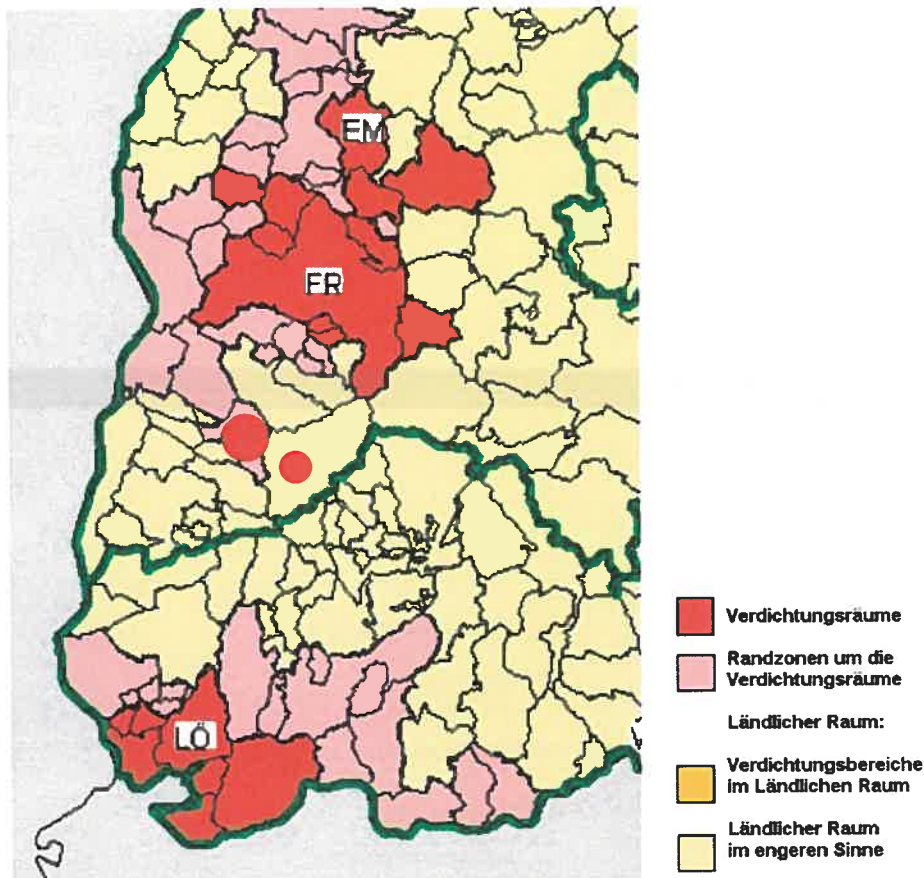 EM
FR
LÖ
Verdichtungsräume
Randzonen um die
Verdichtungsräume
Ländlicher Raum:
Verdichtungsbereiche
im Ländlichen Raum
Ländlicher Raum
im engeren Sinne